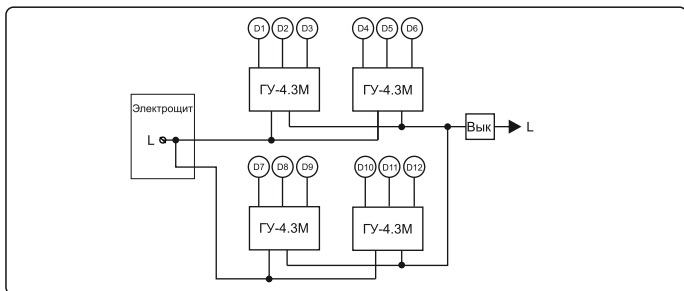 D1 D2 D3 D4 D5 D6
ГУ-4.3М ГУ-4.3М
Электрощит
L
Вык
L
D7 D8 D9 D10 D11 D12
ГУ-4.3М ГУ-4.3М